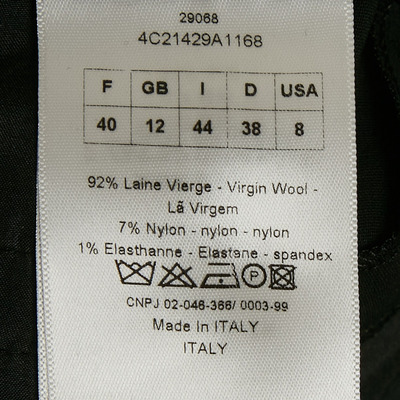 29068
4C21429A1168
F GB I D USA
40 12 44 38 8
92% Laine Vierge - Virgin Wool -
Lã Virgem
7% Nylon - nylon - nylon
1% Elasthanne - Elastane - spandex
P
CNPJ 02-046-366/ 0003-99
Made In ITALY
ITALY